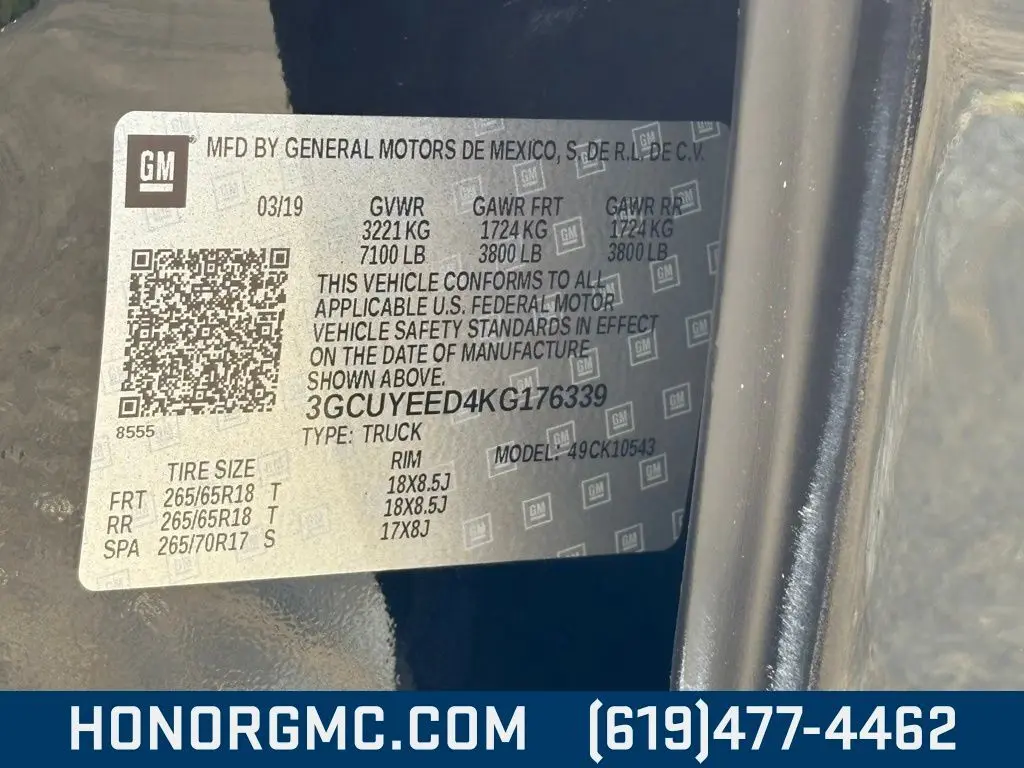 GM
MFD BY GENERAL MOTORS DE MEXICO, S. DE R.L. DE C.V.
03/19 GVWR GAWR FRT GAWR RR
3221 KG 1724 KG 1724 KG
7100 LB 3800 LB 3800 LB
THIS VEHICLE CONFORMS TO ALL
APPLICABLE U.S. FEDERAL MOTOR
VEHICLE SAFETY STANDARDS IN EFFECT
ON THE DATE OF MANUFACTURE
SHOWN ABOVE.
3GCUYEED4KG176339
8555
TYPE: TRUCK MODEL: 49CK10543
TIRE SIZE RIM
FRT 265/65R18 T 18X8.5J
RR 265/65R18 T 18X8.5J
SPA 265/70R17 S 17X8J
HONORGMC.COM (619)477-4462